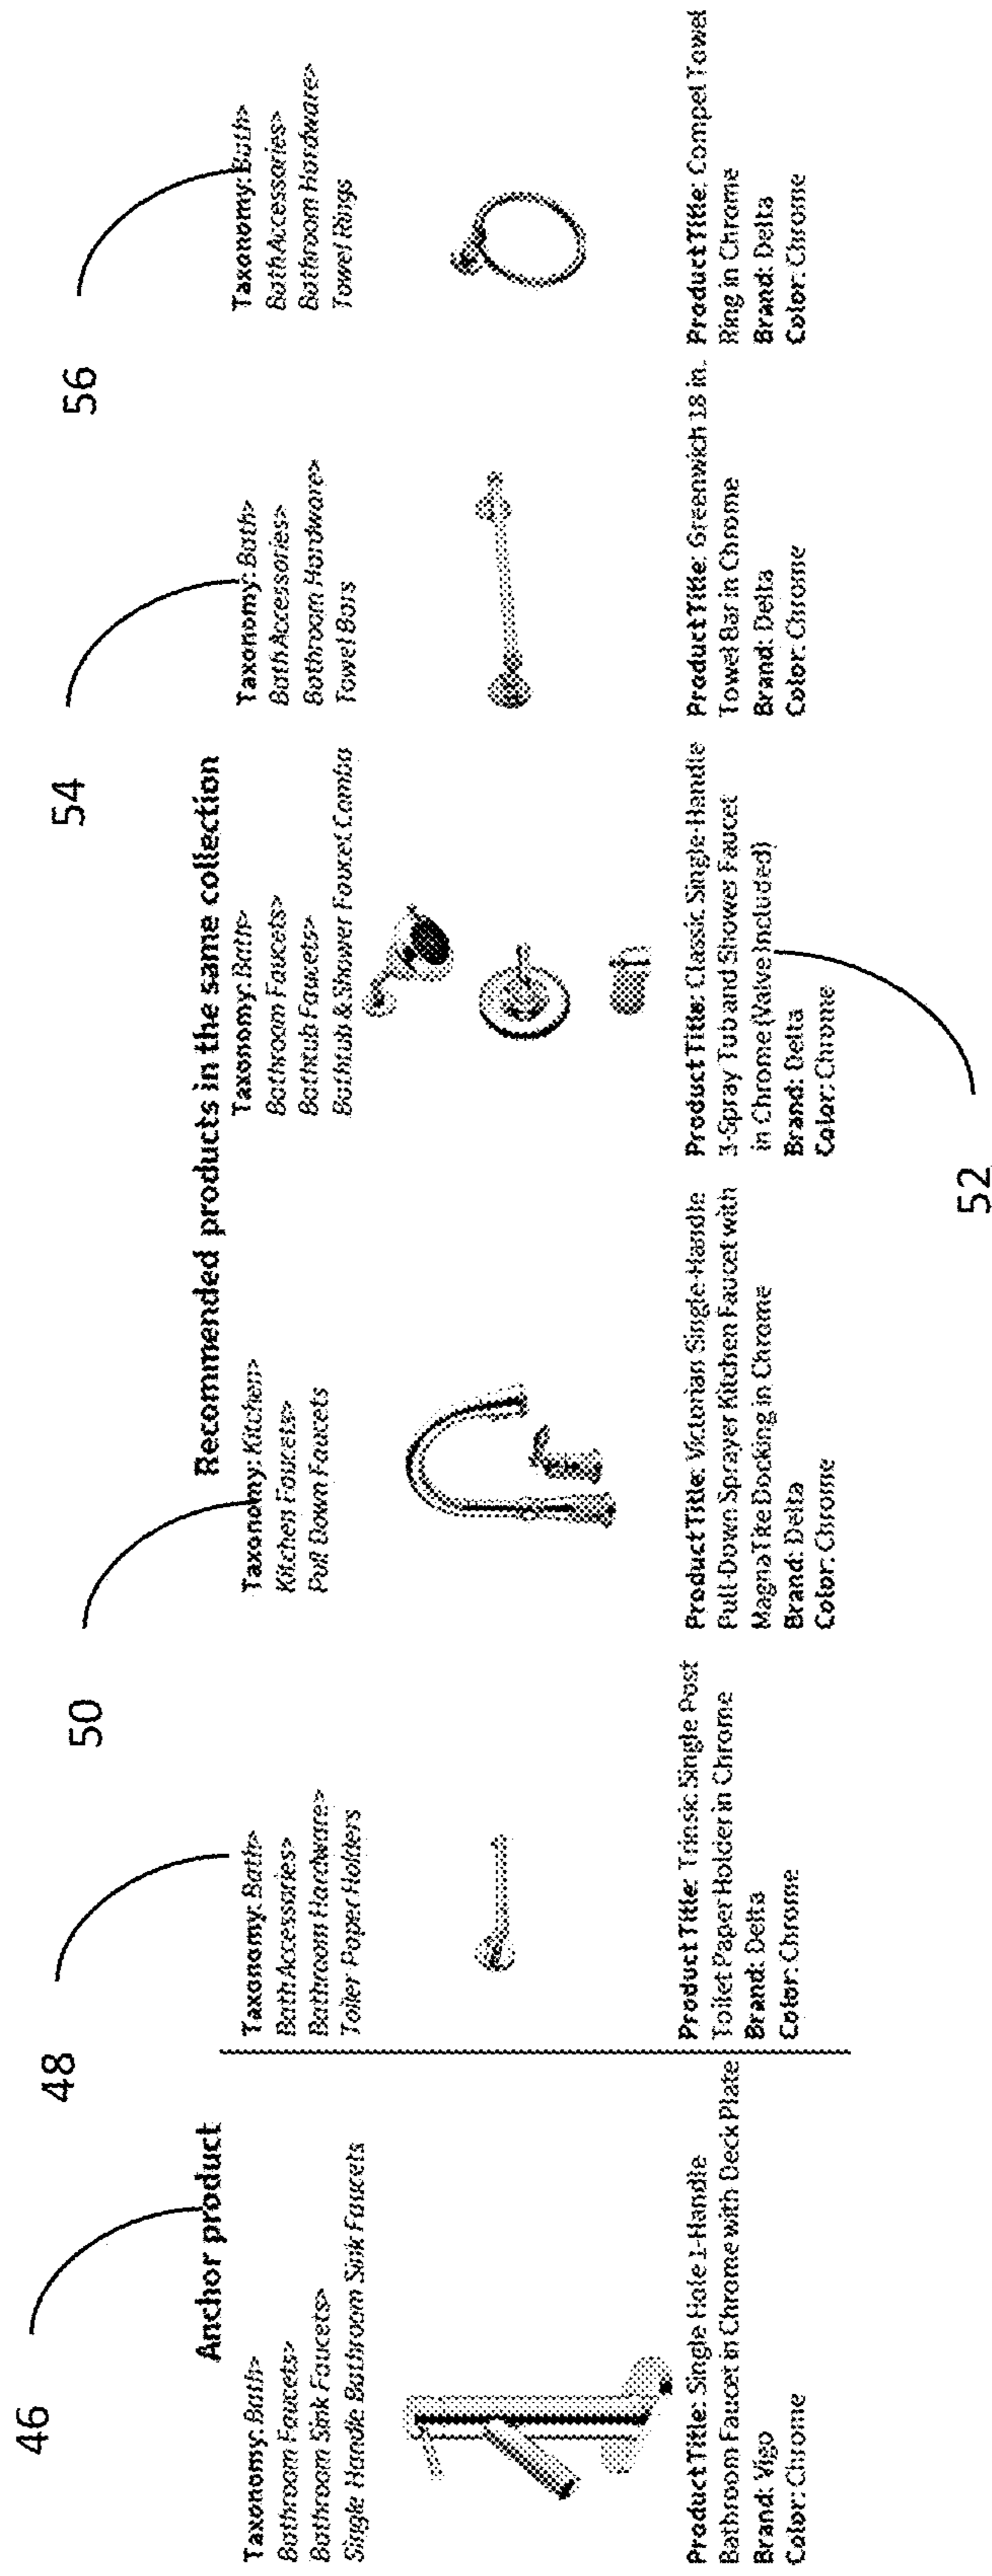 46
Anchor product
Taxonomy: Bath>
Bathroom Faucets>
Bathroom Sink Faucets>
Single Handle Bathroom Sink Faucets
Product Title: Single Hole 1-Handle
Bathroom Faucet in Chrome with Deck Plate
Brand: Vigo
Color: Chrome
Recommended products in the same collection
48
Taxonomy: Bath>
Bath Accessories>
Bathroom Hardware>
Toilet Paper Holders
Product Title: Trinsic Single Post
Toilet Paper Holder in Chrome
Brand: Delta
Color: Chrome
50
Taxonomy: Kitchen>
Kitchen Faucets>
Pull Down Faucets
Product Title: Victorian Single-Handle
Pull-Down Sprayer Kitchen Faucet with
MagnaTite Docking in Chrome
Brand: Delta
Color: Chrome
Taxonomy: Bath>
Bathroom Faucets>
Bathtub Faucets>
Bathtub & Shower Faucet Combos
Product Title: Classic Single-Handle
3-Spray Tub and Shower Faucet
in Chrome (Valve Included)
Brand: Delta
Color: Chrome
52
54
Taxonomy: Bath>
Bath Accessories>
Bathroom Hardware>
Towel Bars
Product Title: Greenwich 18 in.
Towel Bar in Chrome
Brand: Delta
Color: Chrome
56
Taxonomy: Bath>
Bath Accessories>
Bathroom Hardware>
Towel Rings
Product Title: Compel Towel
Ring in Chrome
Brand: Delta
Color: Chrome